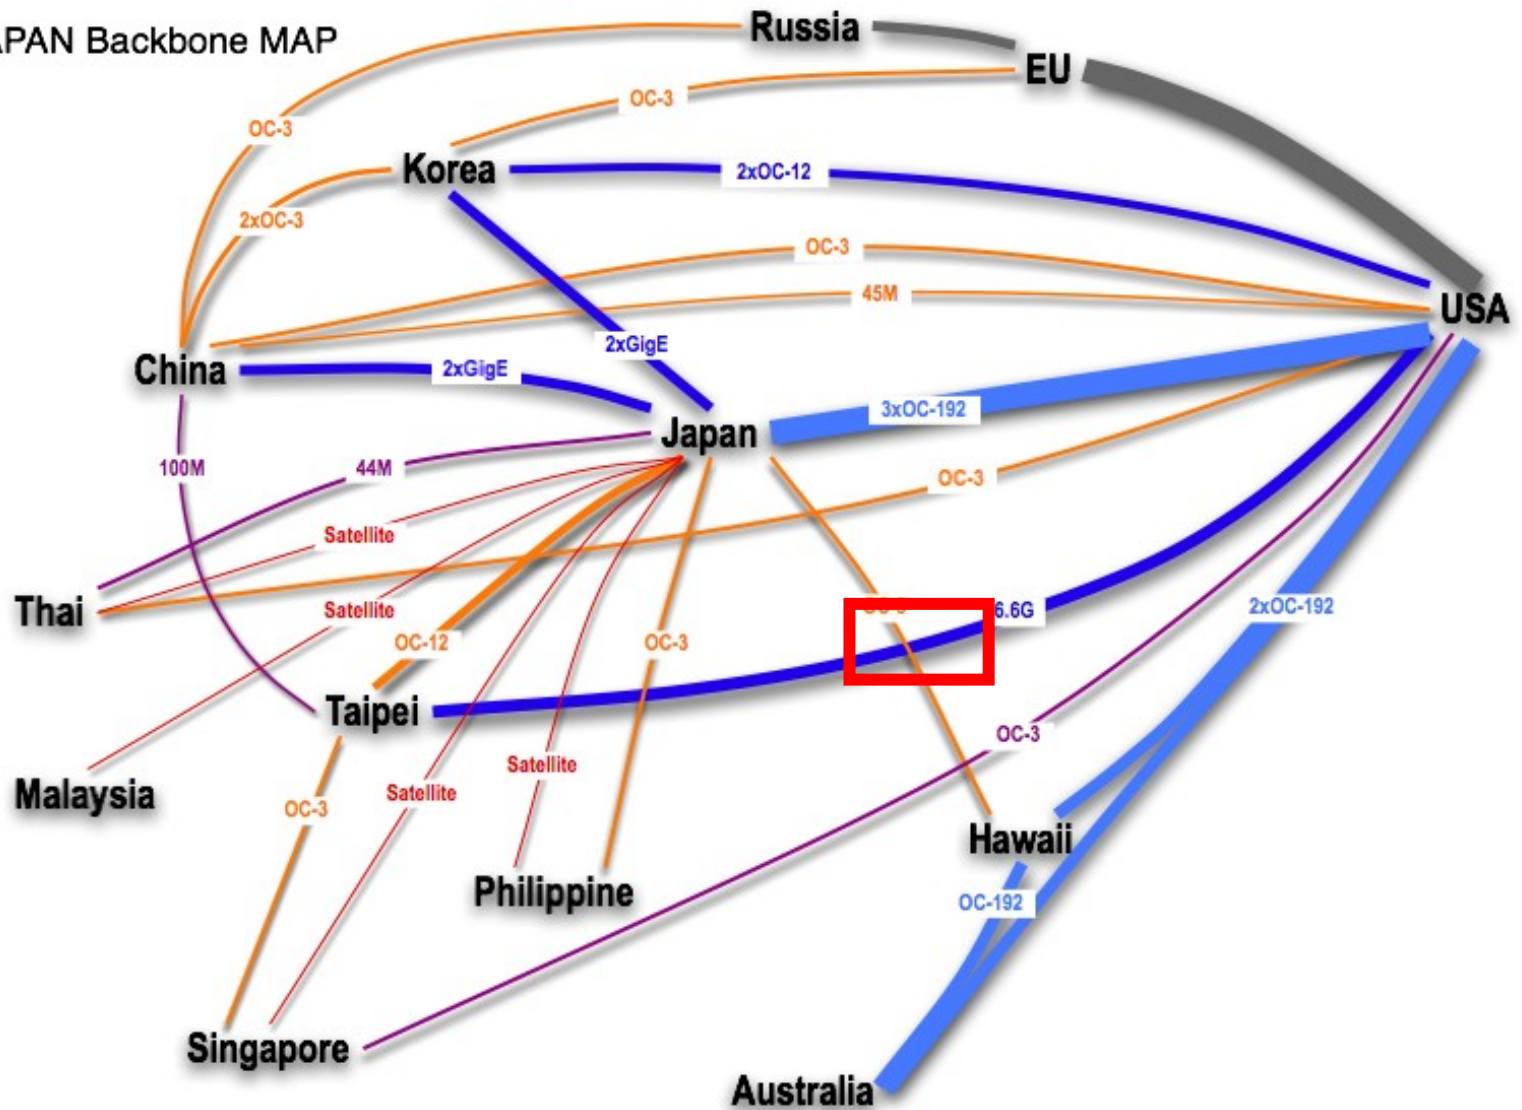 APAN Backbone MAP
Russia
EU
OC-3
OC-3
Korea
2xOC-12
2xOC-3
OC-3
45M
USA
2xGigE
China
2xGigE
3xOC-192
Japan
100M
44M
OC-3
Satellite
Thai
Satellite
6.6G
2xOC-192
OC-12
OC-3
Taipei
OC-3
Satellite
Malaysia
Satellite
OC-3
Hawaii
Philippine
OC-192
Singapore
Australia